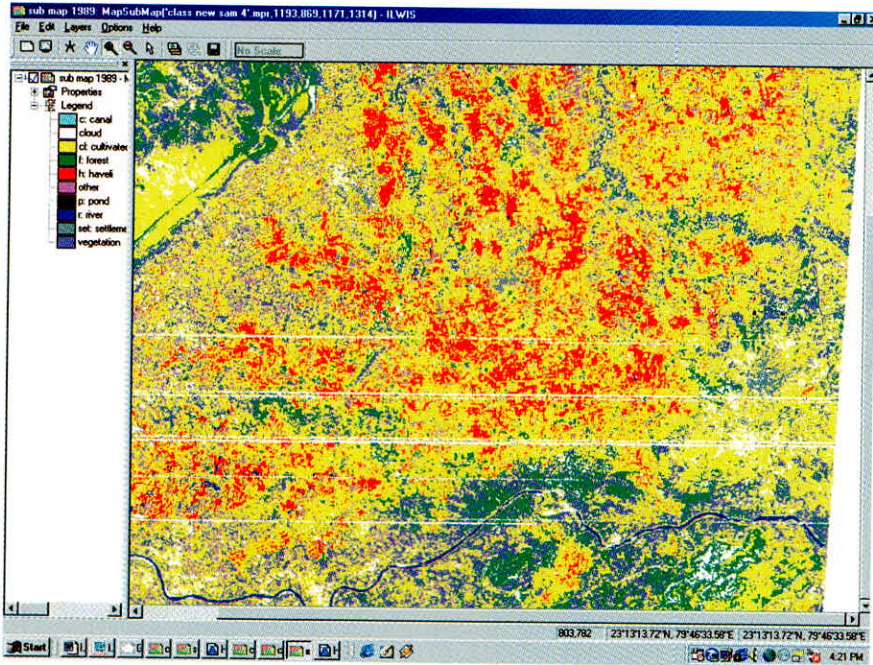 sub map 1989: MapSubMap('class new sam 4'.mpr,1193,869,1171,1314) - ILWIS
File Edit Layers Options Help
No Scale
sub map 1989 - M
Properties
Legend
c: canal
cloud
cl: cultivated
f: forest
h: haveli
other
p: pond
r: river
set: settleme
vegetation
803,782 23°13'13.72"N, 79°46'33.58"E 23°13'13.72"N, 79°46'33.58"E
Start
4:21 PM